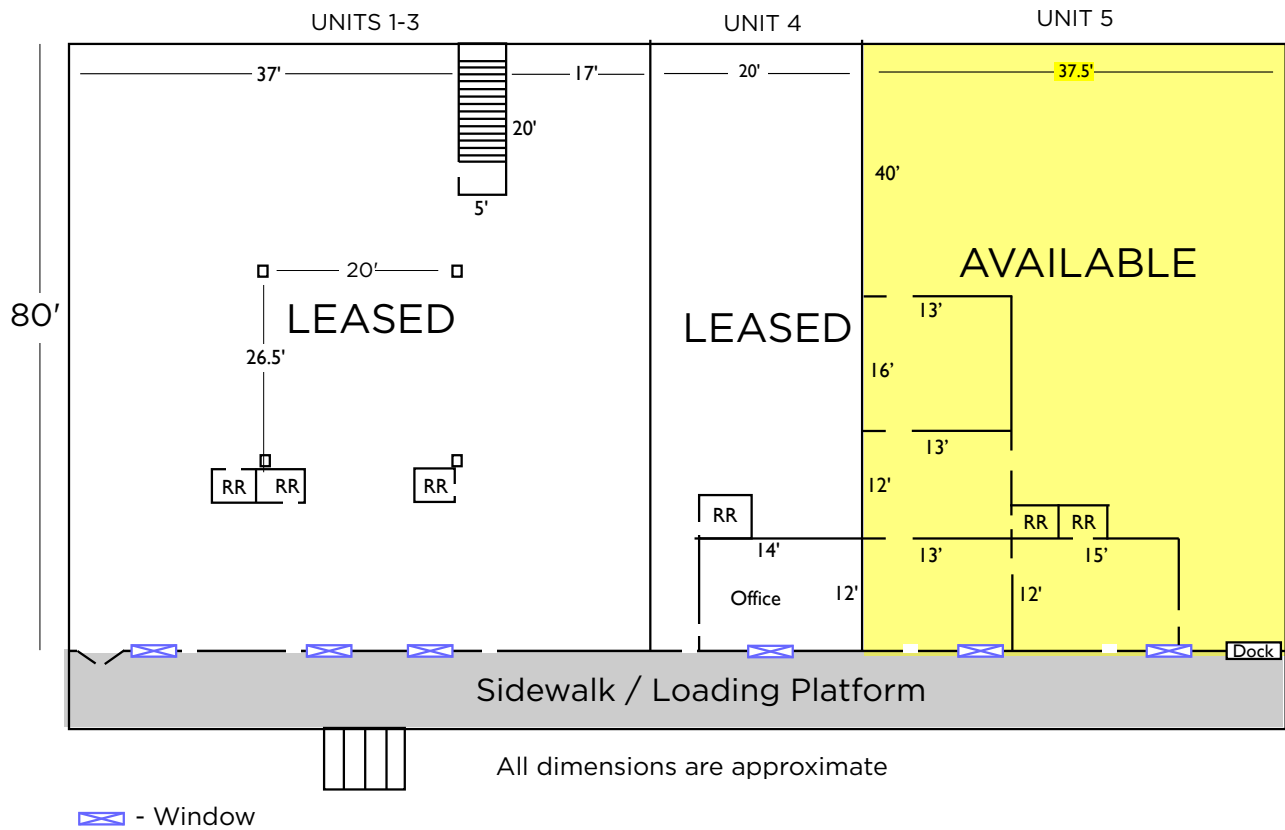 UNITS 1-3
UNIT 4
UNIT 5
37'
17'
20'
37.5'
20'
40’
5'
AVAILABLE
20'
80'
LEASED
LEASED
13’
26.5'
16’
13’
RR
RR
RR
12’
RR
RR
RR
14'
13’
15’
Office
12'
12’
Dock
Sidewalk / Loading Platform
All dimensions are approximate
- Window